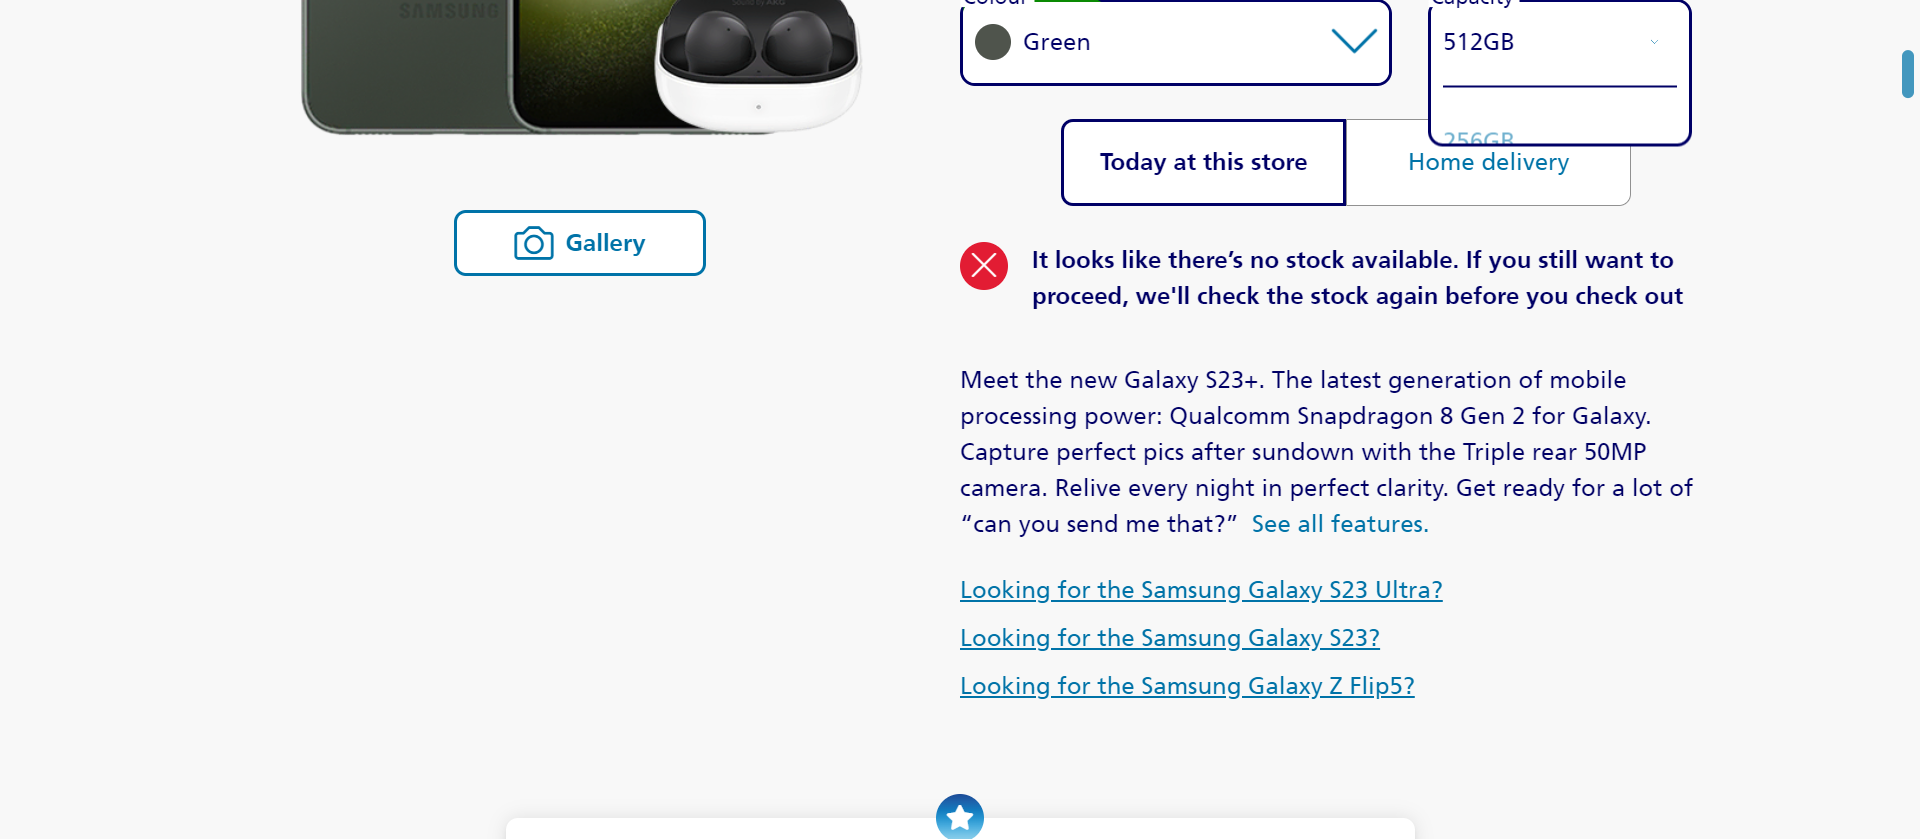 SAMSUNG
Sound by AKG
Colour
Green
Capacity
512GB
256GB
Today at this store
Home delivery
Gallery
It looks like there’s no stock available. If you still want to
proceed, we'll check the stock again before you check out
Meet the new Galaxy S23+. The latest generation of mobile
processing power: Qualcomm Snapdragon 8 Gen 2 for Galaxy.
Capture perfect pics after sundown with the Triple rear 50MP
camera. Relive every night in perfect clarity. Get ready for a lot of
“can you send me that?” See all features.
Looking for the Samsung Galaxy S23 Ultra?
Looking for the Samsung Galaxy S23?
Looking for the Samsung Galaxy Z Flip5?